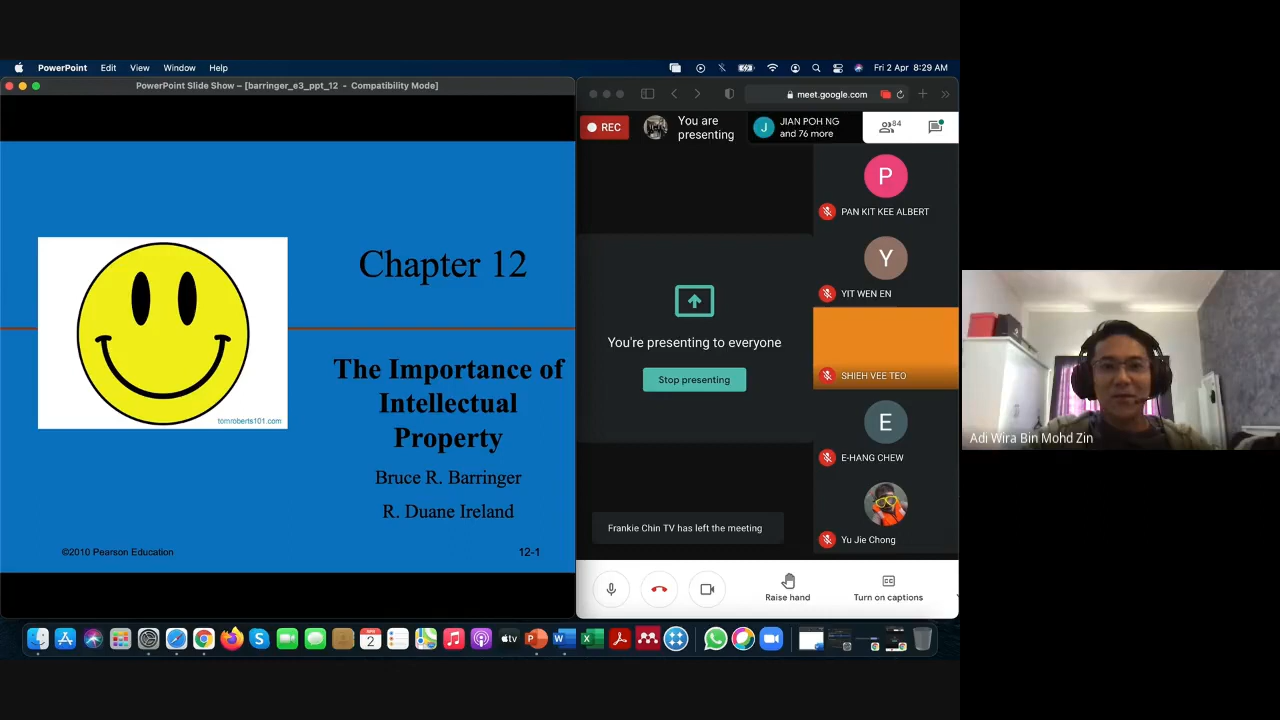 PowerPoint Edit View Window Help
Fri 2 Apr 8:29 AM
PowerPoint Slide Show – [barringer_e3_ppt_12 - Compatibility Mode]
Chapter 12
tomroberts101.com
The Importance of
Intellectual
Property
Bruce R. Barringer
R. Duane Ireland
©2010 Pearson Education
12-1
meet.google.com
REC
You are
presenting
J
JIAN POH NG
and 76 more
84
P
PAN KIT KEE ALBERT
Y
YIT WEN EN
SHIEH VEE TEO
E
E-HANG CHEW
Yu Jie Chong
You're presenting to everyone
Stop presenting
Frankie Chin TV has left the meeting
Raise hand
CC
Turn on captions
Adi Wira Bin Mohd Zin
APR
2
tv
P
W
X